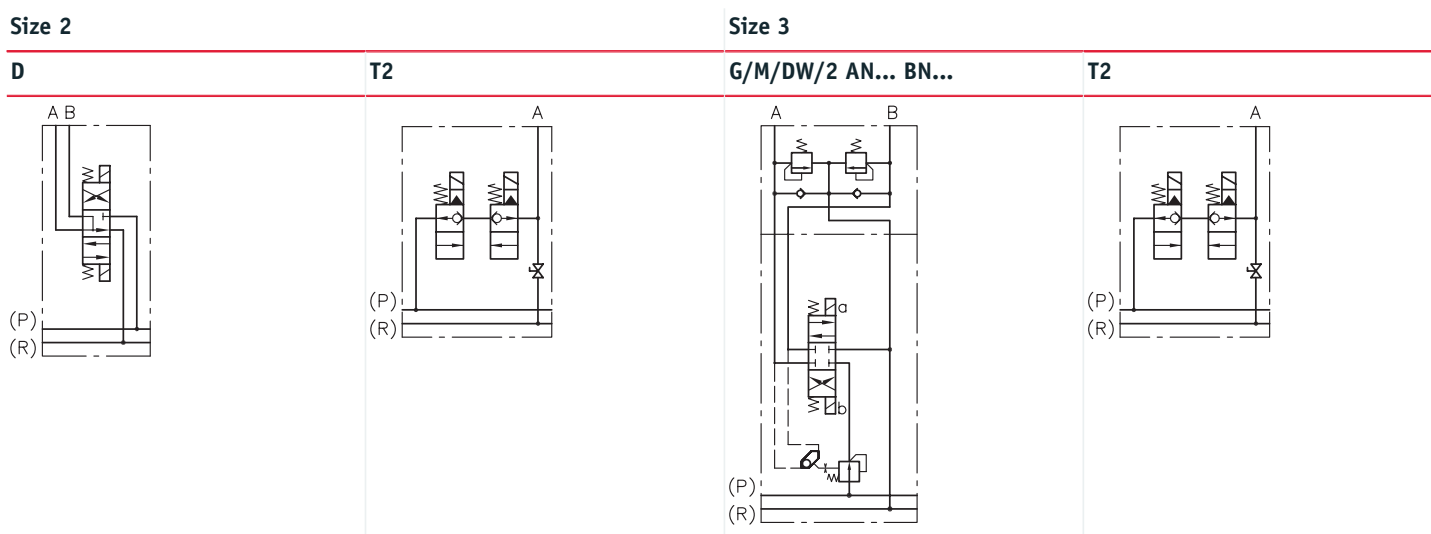 Size 2
Size 3
D
T2
G/M/DW/2 AN... BN...
T2
A B
(P)
(R)
A
(P)
(R)
A
B
a
b
(P)
(R)
A
(P)
(R)